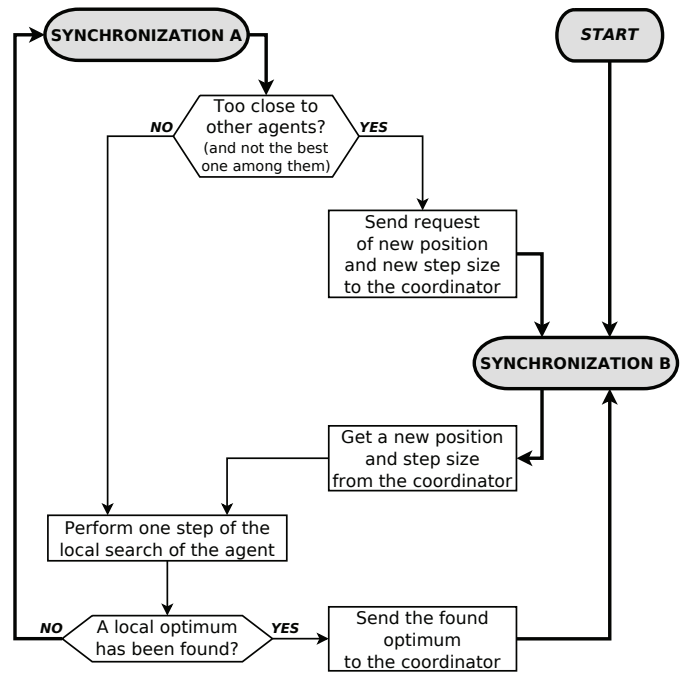 SYNCHRONIZATION A
START
Too close to
other agents?
(and not the best
one among them)
NO
YES
Send request
of new position
and new step size
to the coordinator
SYNCHRONIZATION B
Get a new position
and step size
from the coordinator
Perform one step of the
local search of the agent
NO
A local optimum
has been found?
YES
Send the found
optimum
to the coordinator